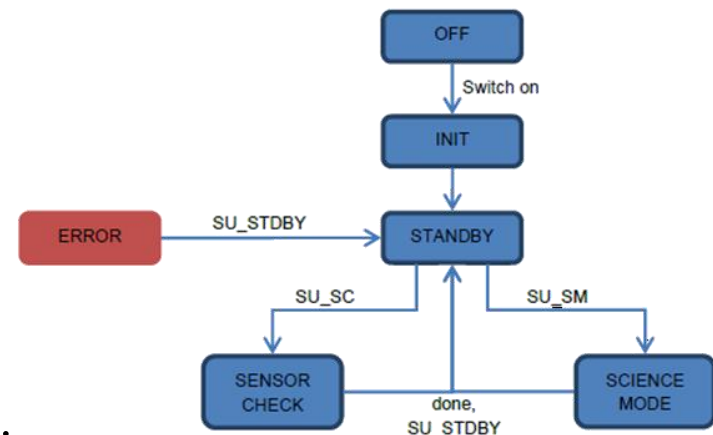 OFF
Switch on
INIT
ERROR
SU_STDBY
STANDBY
SU_SC
SU_SM
SENSOR
CHECK
done,
SU_STDBY
SCIENCE
MODE